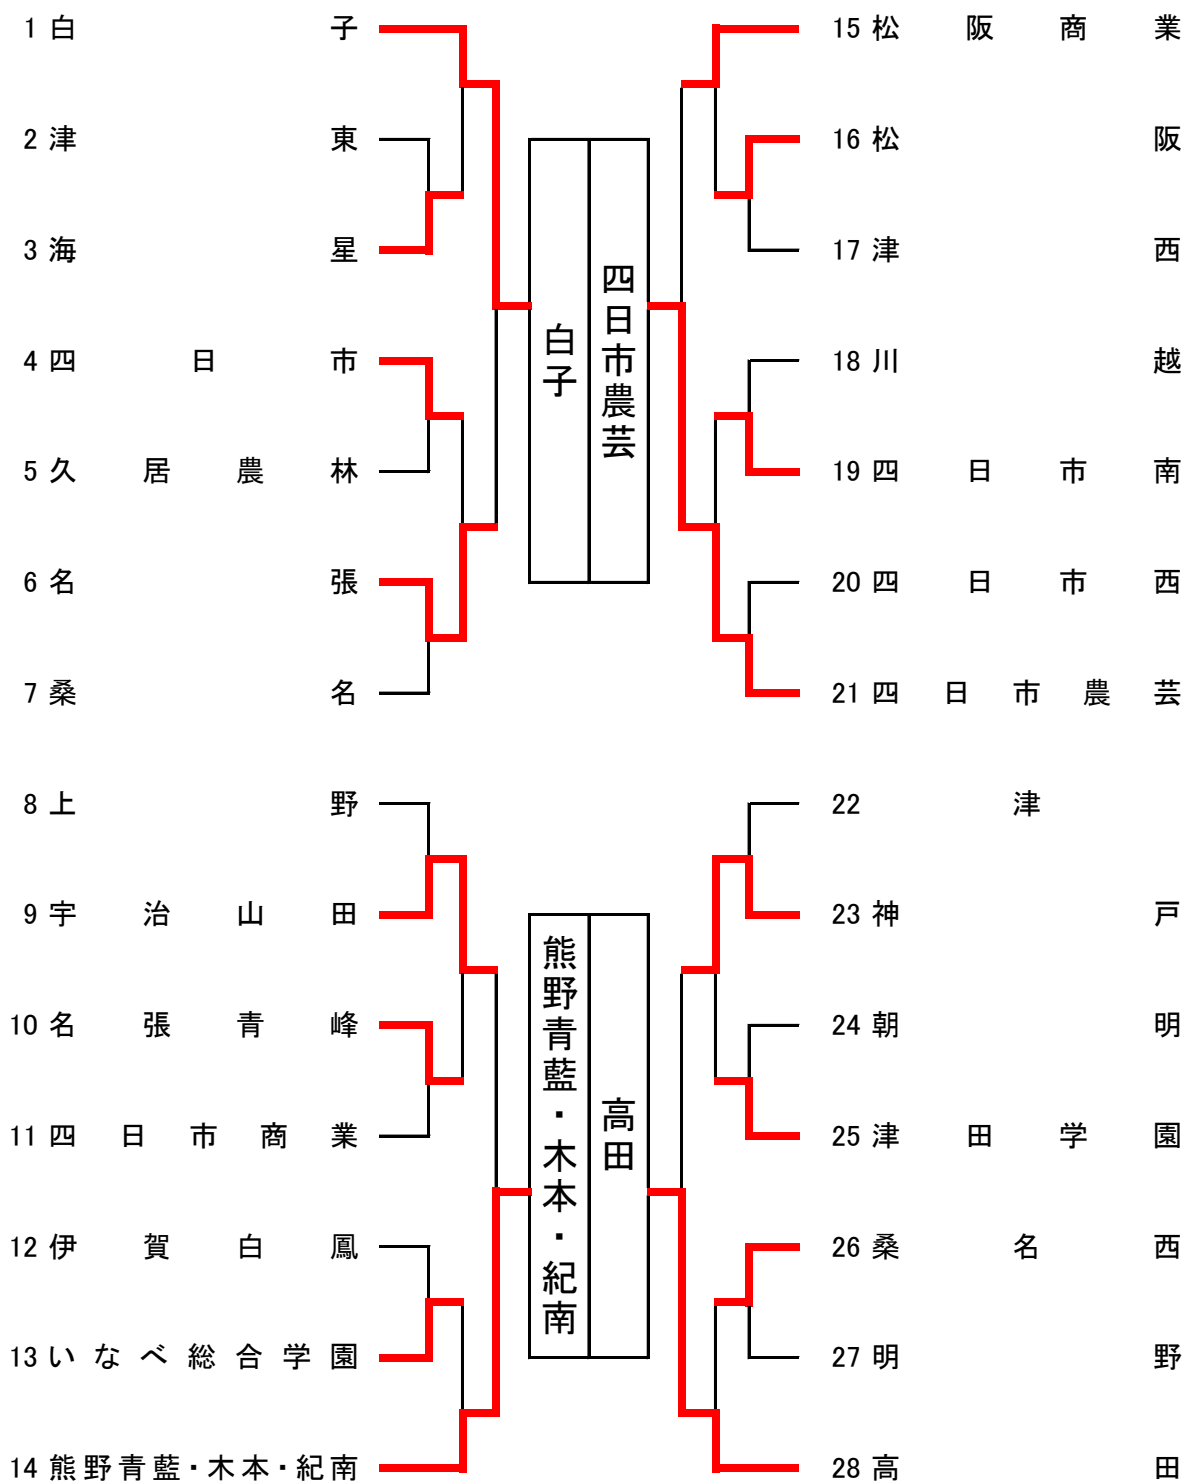 1 白子
2 津東
3 海星
4 四日市
5 久居農林
6 名張
7 桑名
8 上野
9 宇治山田
10 名張青峰
11 四日市商業
12 伊賀白鳳
13 いなべ総合学園
14 熊野青藍・木本・紀南
白子
四日市農芸
熊野青藍・木本・紀南
高田
15 松阪商業
16 松阪
17 津西
18 川越
19 四日市南
20 四日市西
21 四日市農芸
22 津
23 神戸
24 朝明
25 津田学園
26 桑名西
27 明野
28 高田